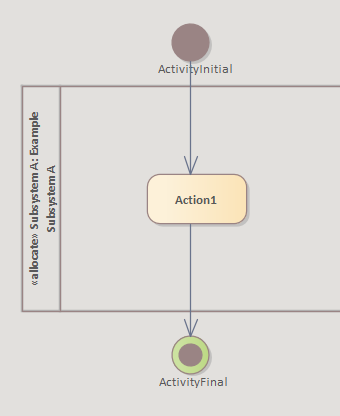 ActivityInitial
«allocate» Subsystem A: Example
Subsystem A
Action1
ActivityFinal